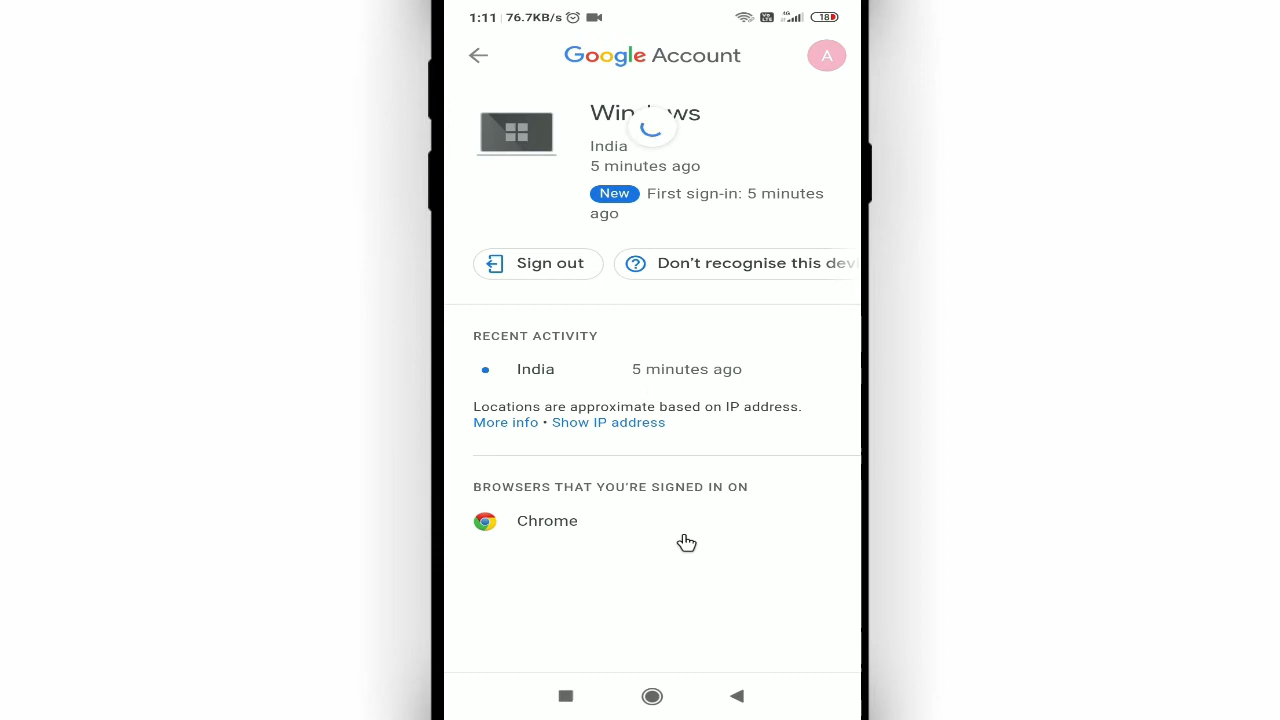 1:11 76.7KB/s 18
Google Account A
India
5 minutes ago
New First sign-in: 5 minutes
ago
Sign out Don't recognise this dev
RECENT ACTIVITY
India 5 minutes ago
Locations are approximate based on IP address.
More info • Show IP address
BROWSERS THAT YOU'RE SIGNED IN ON
Chrome